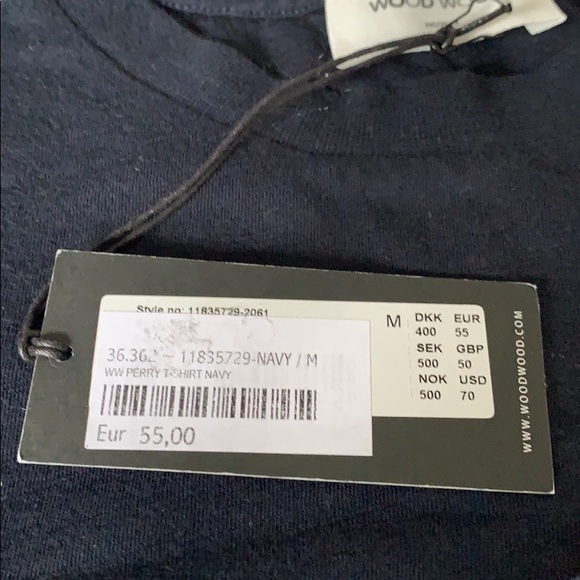 WOOD WOO
Style no: 11835729-2061
M
DKK EUR
400 55
SEK GBP
500 50
NOK USD
500 70
~ 11835729-NAVY / M
WW PERRY T-SHIRT NAVY
Eur 55,00
WWW.WOODWOOD.COM